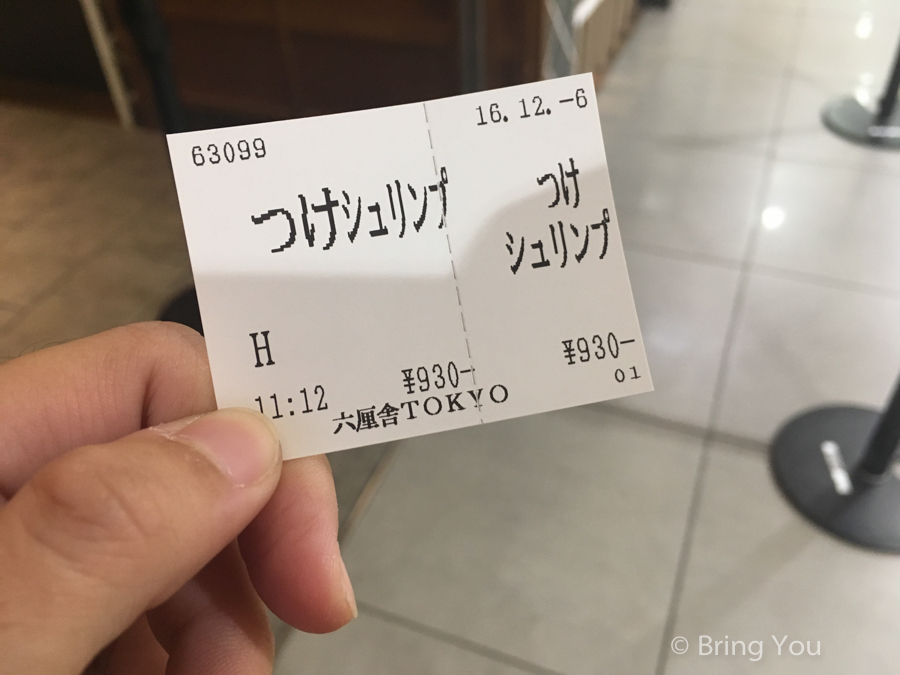 63099
16.12.-6
つけシュリンプ
つけ
シュリンプ
H
11:12
¥930-
¥930-
01
六厘舎TOKYO
© Bring You